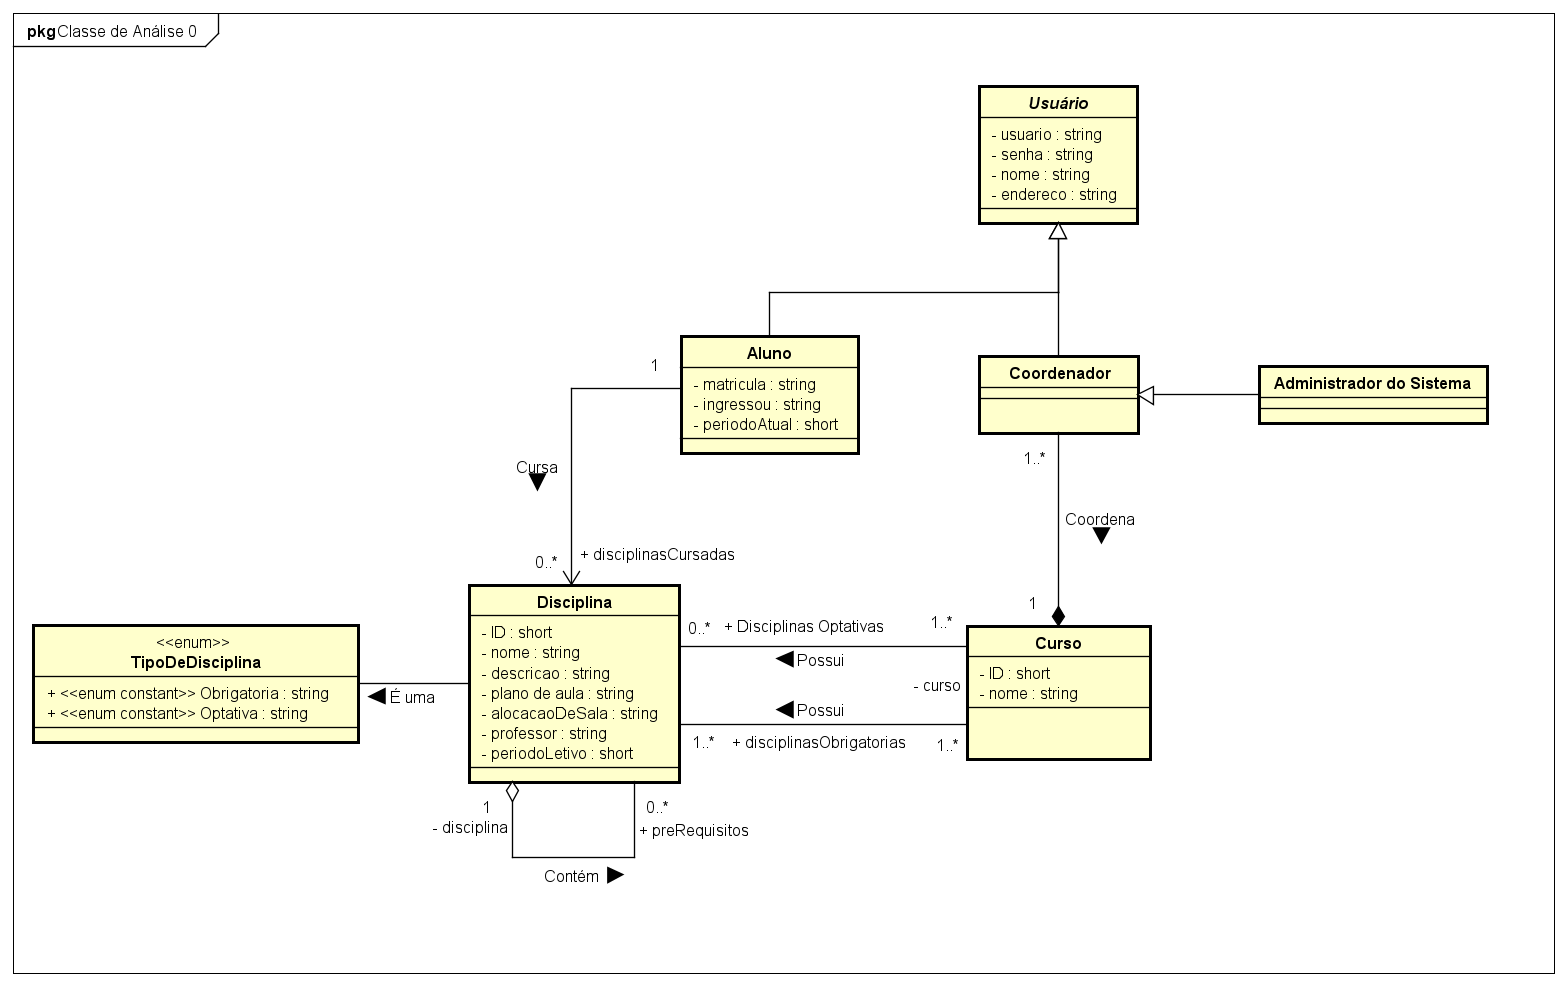 pkg Classe de Análise 0
Usuário
- usuario : string
- senha : string
- nome : string
- endereco : string
Aluno
- matricula : string
- ingressou : string
- periodoAtual : short
Coordenador
Administrador do Sistema
1
Cursa
0..*
+ disciplinasCursadas
1..*
Coordena
1
Disciplina
- ID : short
- nome : string
- descricao : string
- plano de aula : string
- alocacaoDeSala : string
- professor : string
- periodoLetivo : short
<<enum>>
TipoDeDisciplina
+ <<enum constant>> Obrigatoria : string
+ <<enum constant>> Optativa : string
É uma
0..*
+ Disciplinas Optativas
1..*
Possui
- curso
Possui
1..*
+ disciplinasObrigatorias
1..*
Curso
- ID : short
- nome : string
1
- disciplina
0..*
+ preRequisitos
Contém